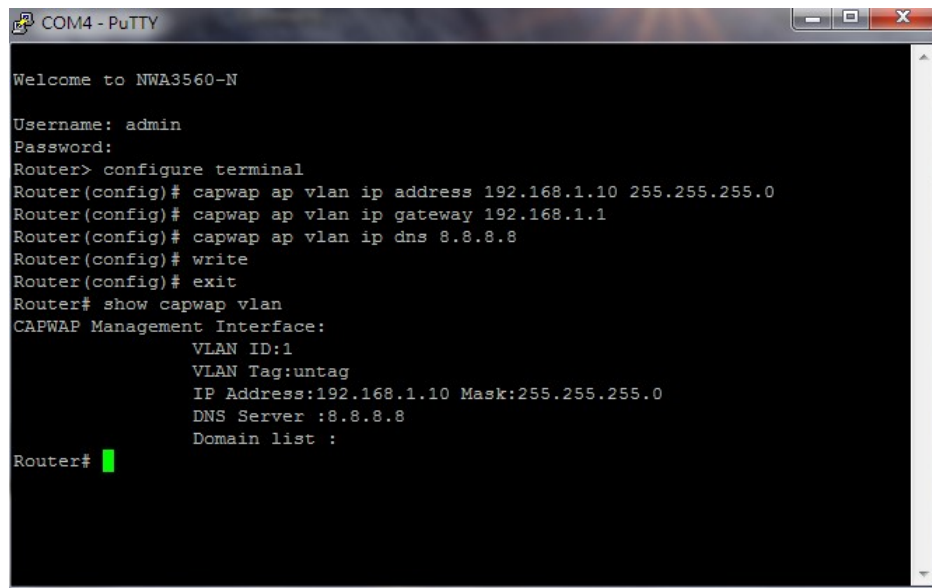 COM4 - PuTTY
Welcome to NWA3560-N
Username: admin
Password:
Router> configure terminal
Router(config)# capwap ap vlan ip address 192.168.1.10 255.255.255.0
Router(config)# capwap ap vlan ip gateway 192.168.1.1
Router(config)# capwap ap vlan ip dns 8.8.8.8
Router(config)# write
Router(config)# exit
Router# show capwap vlan
CAPWAP Management Interface:
VLAN ID:1
VLAN Tag:untag
IP Address:192.168.1.10 Mask:255.255.255.0
DNS Server :8.8.8.8
Domain list :
Router#